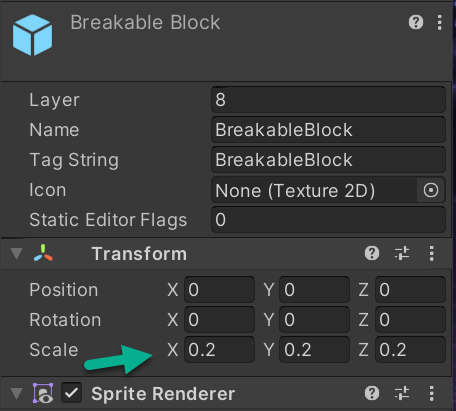 Breakable Block
Layer 8
Name BreakableBlock
Tag String BreakableBlock
Icon None (Texture 2D)
Static Editor Flags 0
Transform
Position X 0 Y 0 Z 0
Rotation X 0 Y 0 Z 0
Scale X 0.2 Y 0.2 Z 0.2
Sprite Renderer